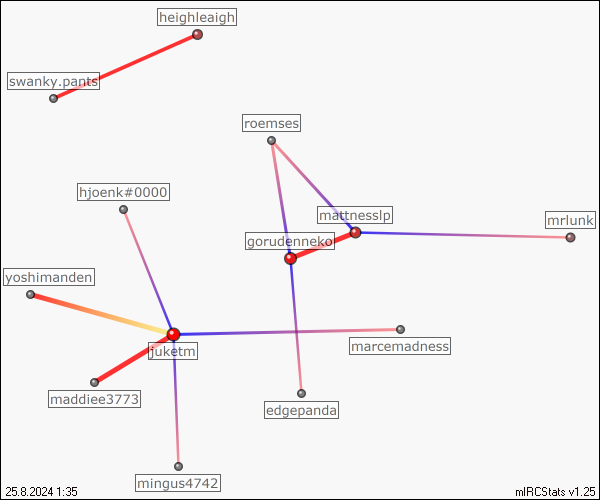 heighleaigh
swanky.pants
roemses
hjoenk#0000
mattnesslp
mrlunk
gorudenneko
yoshimanden
juketm
marcemadness
maddiee3773
edgepanda
mingus4742
25.8.2024 1:35
mIRCStats v1.25